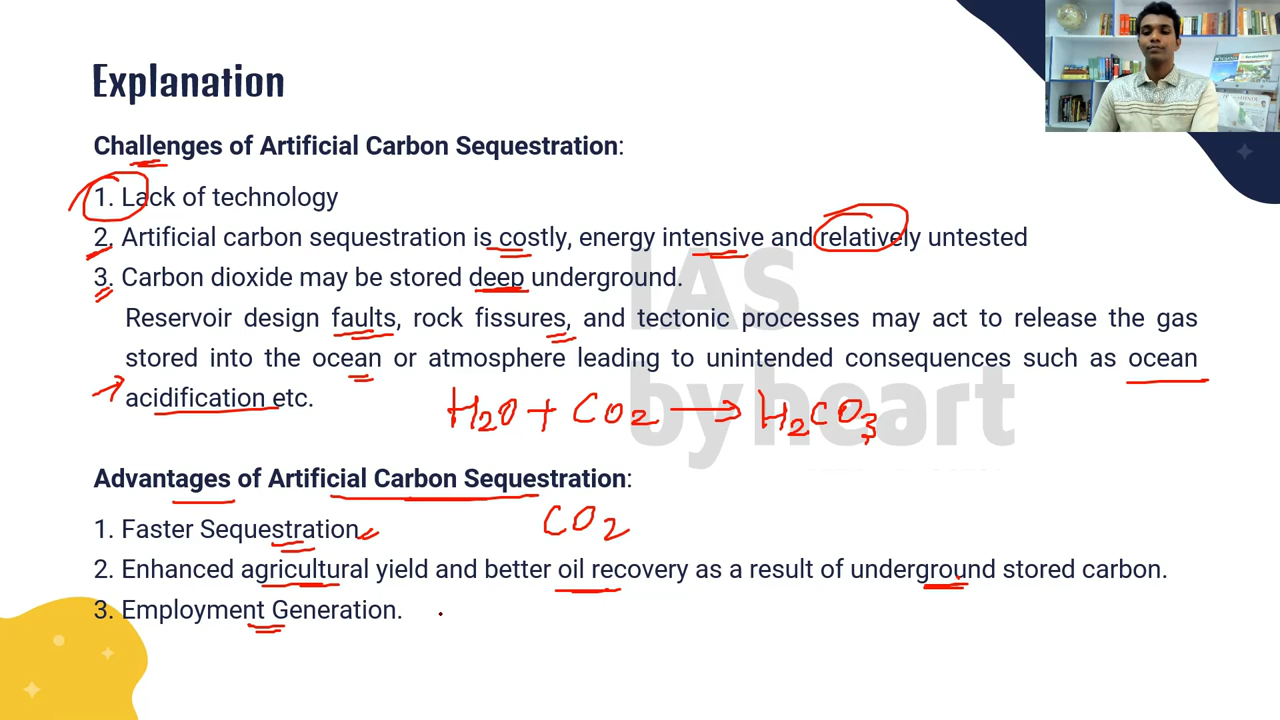 Explanation
Challenges of Artificial Carbon Sequestration:
1. Lack of technology
2. Artificial carbon sequestration is costly, energy intensive and relatively untested
3. Carbon dioxide may be stored deep underground.
Reservoir design faults, rock fissures, and tectonic processes may act to release the gas
stored into the ocean or atmosphere leading to unintended consequences such as ocean
acidification etc.
H2O + CO2 → H2CO3
IAS
by heart
Advantages of Artificial Carbon Sequestration:
1. Faster Sequestration
CO2
2. Enhanced agricultural yield and better oil recovery as a result of underground stored carbon.
3. Employment Generation.